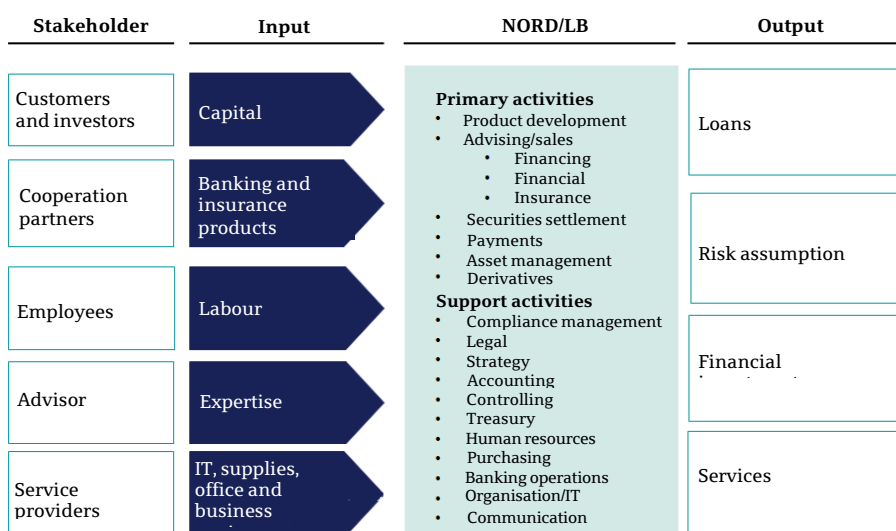 Stakeholder
Input
NORD/LB
Output
Customers
and investors
Capital
Cooperation
partners
Banking and
insurance
products
Employees
Labour
Advisor
Expertise
Service
providers
IT, supplies,
office and
business
Primary activities
• Product development
• Advising/sales
• Financing
• Financial
• Insurance
• Securities settlement
• Payments
• Asset management
• Derivatives
Support activities
• Compliance management
• Legal
• Strategy
• Accounting
• Controlling
• Treasury
• Human resources
• Purchasing
• Banking operations
• Organisation/IT
• Communication
Loans
Risk assumption
Financial
Services